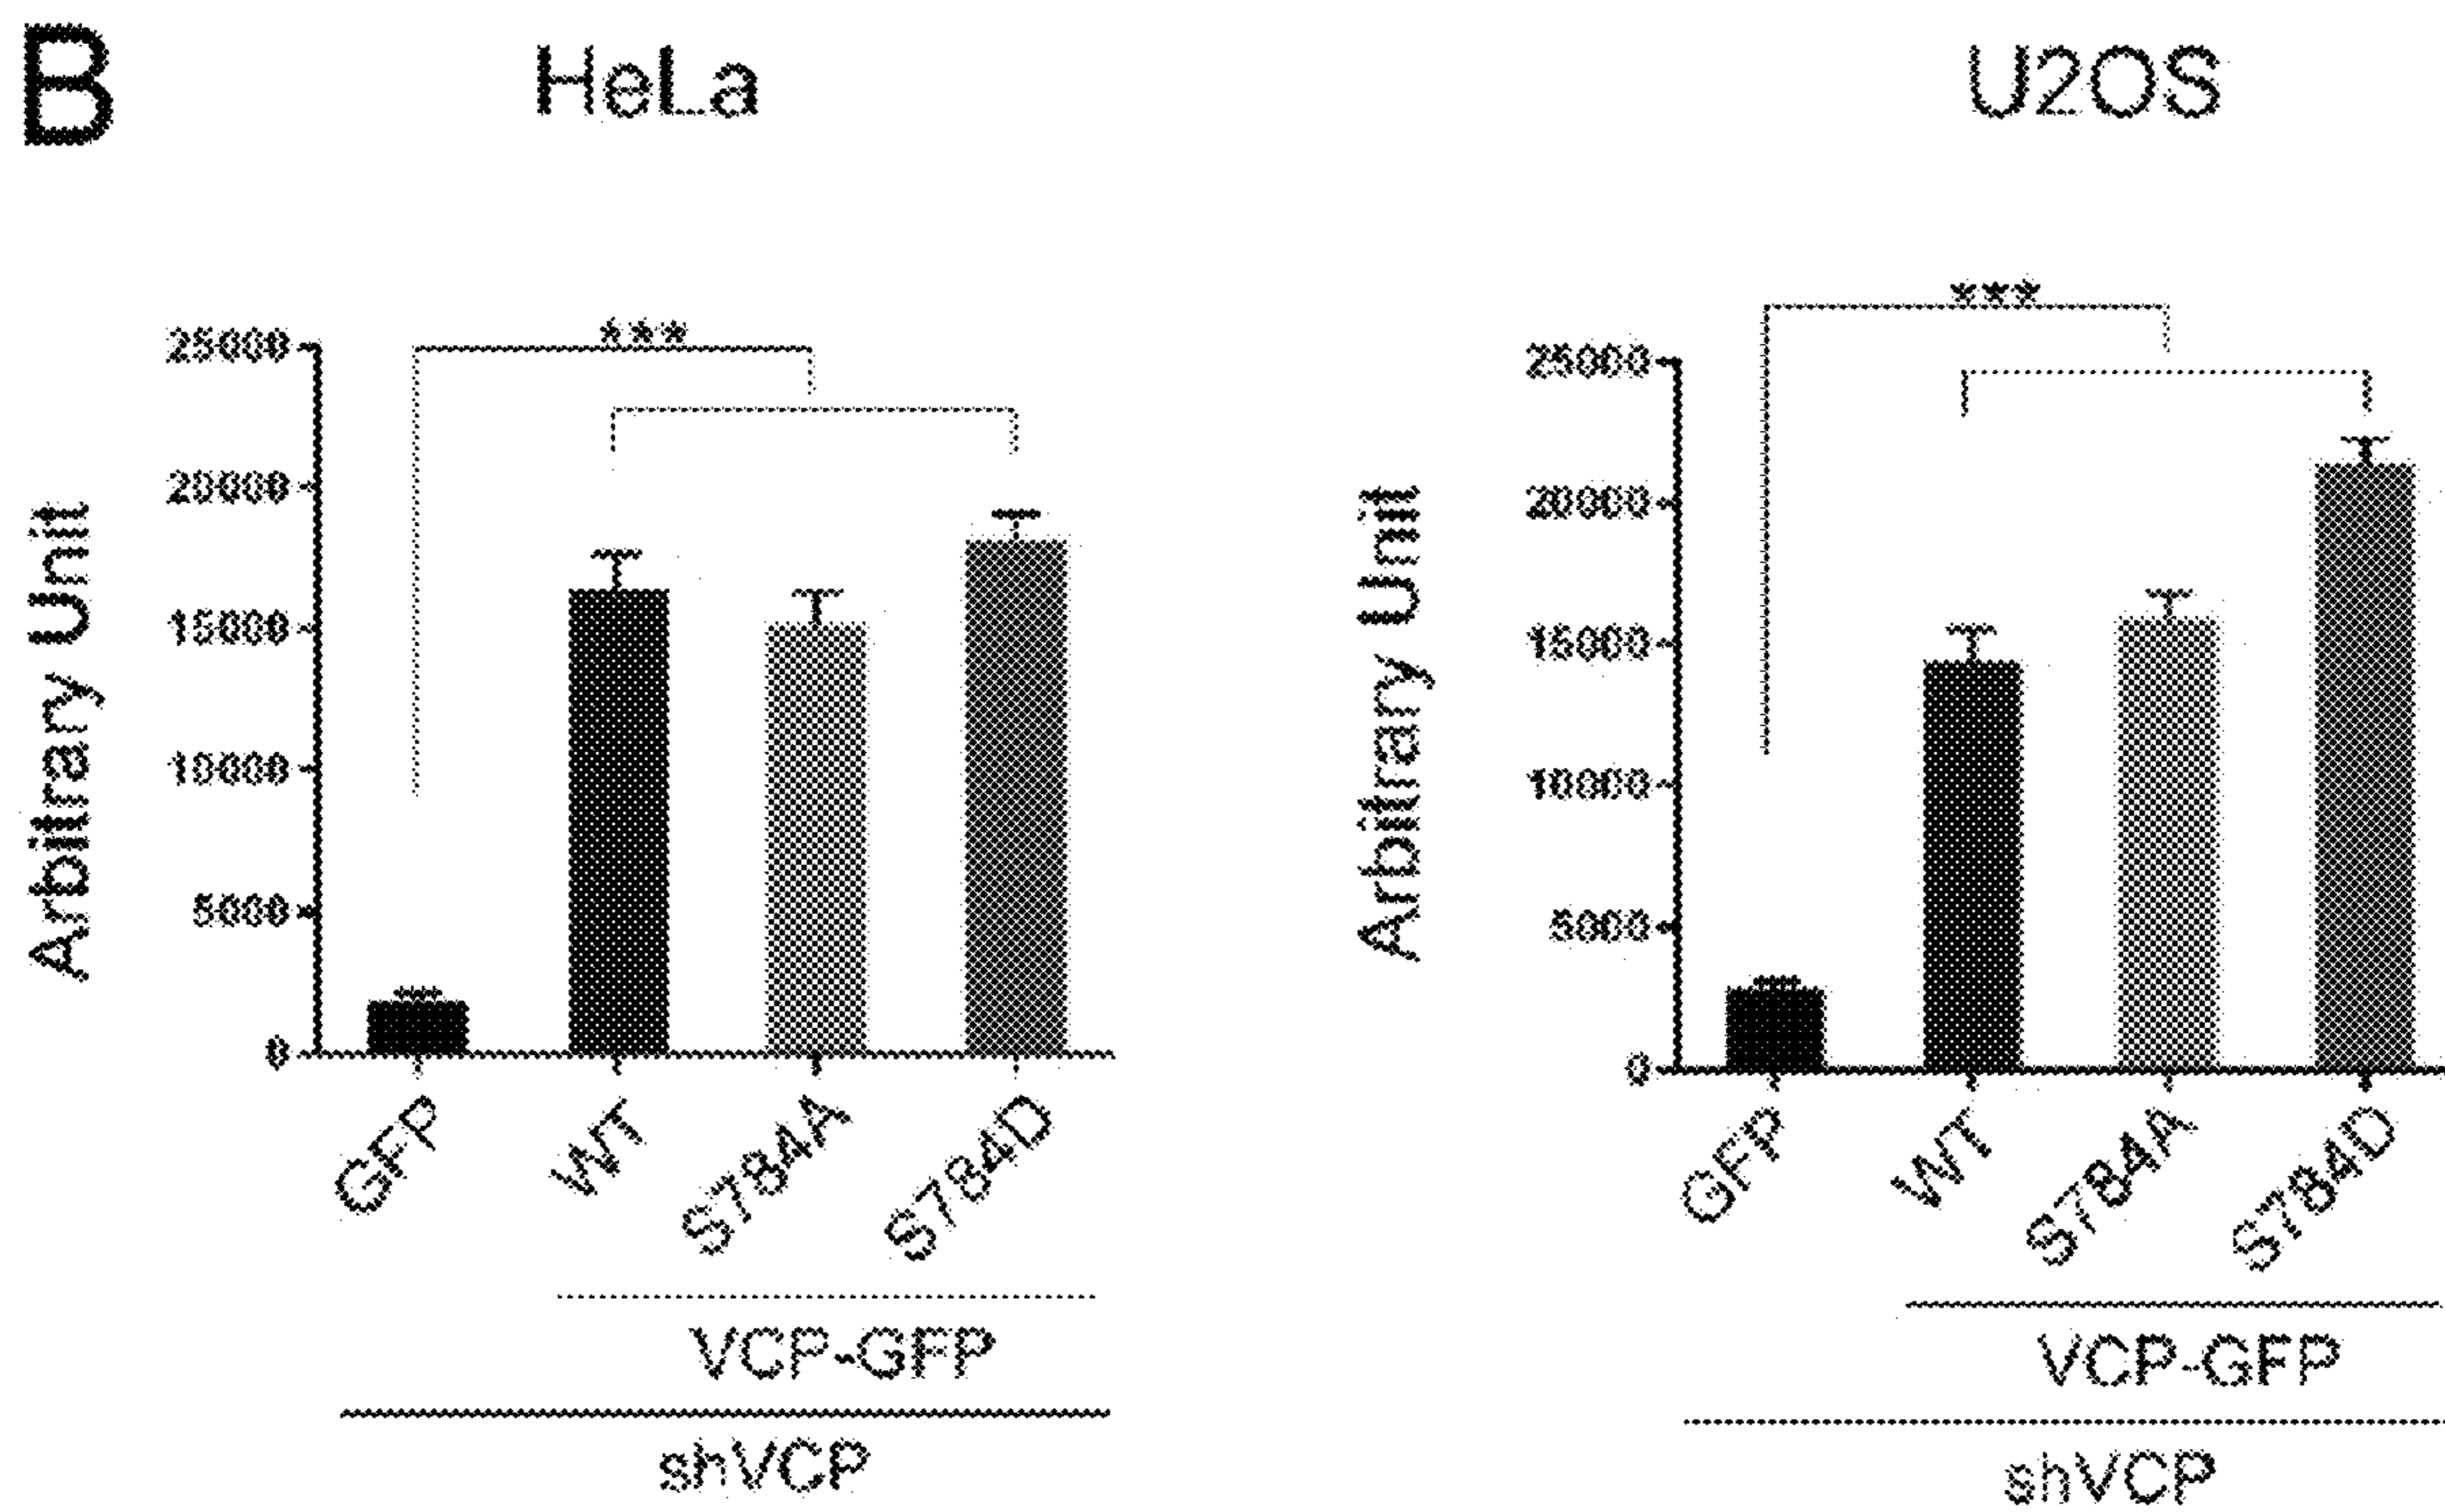 B
HeLa
U2OS
***
***
25000
20000
15000
10000
5000
0
Arbitrary Unit
GFP
WT
S784A
S784D
VCP-GFP
shVCP
25000
20000
15000
10000
5000
0
Arbitrary Unit
GFP
WT
S784A
S784D
VCP-GFP
shVCP